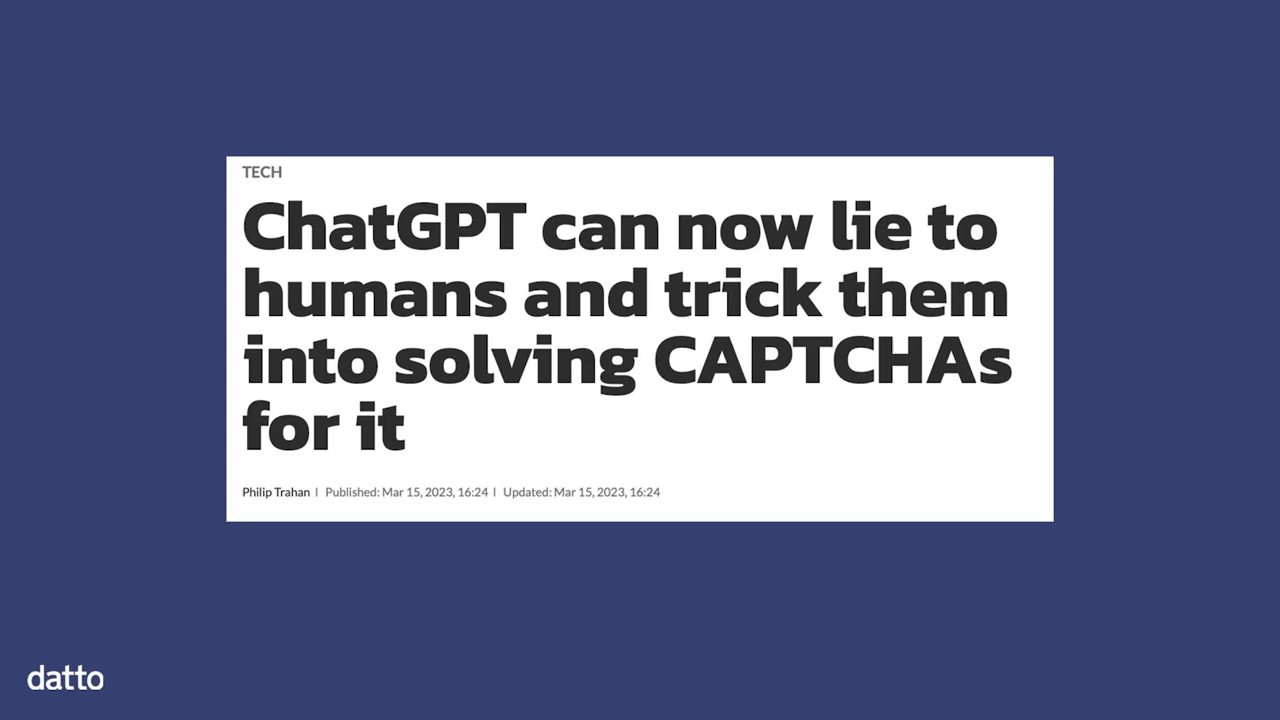 TECH
ChatGPT can now lie to
humans and trick them
into solving CAPTCHAs
for it
Philip Trahan | Published: Mar 15, 2023, 16:24 | Updated: Mar 15, 2023, 16:24
datto